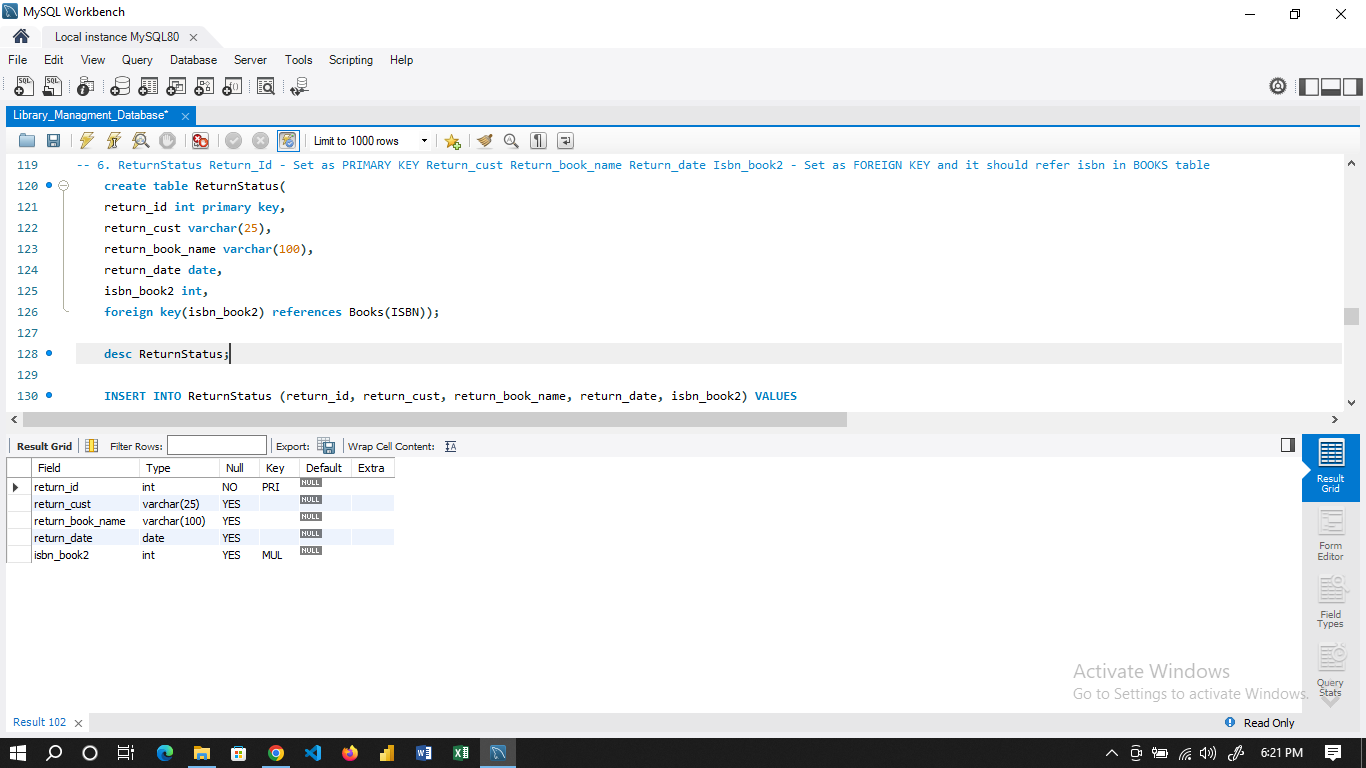 MySQL Workbench
Local instance MySQL80
File Edit View Query Database Server Tools Scripting Help
Library_Managment_Database*
Limit to 1000 rows
119 -- 6. ReturnStatus Return_Id - Set as PRIMARY KEY Return_cust Return_book_name Return_date Isbn_book2 - Set as FOREIGN KEY and it should refer isbn in BOOKS table
120 create table ReturnStatus(
121 return_id int primary key,
122 return_cust varchar(25),
123 return_book_name varchar(100),
124 return_date date,
125 isbn_book2 int,
126 foreign key(isbn_book2) references Books(ISBN));
127
128 desc ReturnStatus;
129
130 INSERT INTO ReturnStatus (return_id, return_cust, return_book_name, return_date, isbn_book2) VALUES
Result Grid Filter Rows: Export: Wrap Cell Content:
Field Type Null Key Default Extra
return_id int NO PRI NULL
return_cust varchar(25) YES NULL
return_book_name varchar(100) YES NULL
return_date date YES NULL
isbn_book2 int YES MUL NULL
Result
Grid
Form
Editor
Field
Types
Query
Stats
Activate Windows
Go to Settings to activate Windows.
Result 102
Read Only
6:21 PM